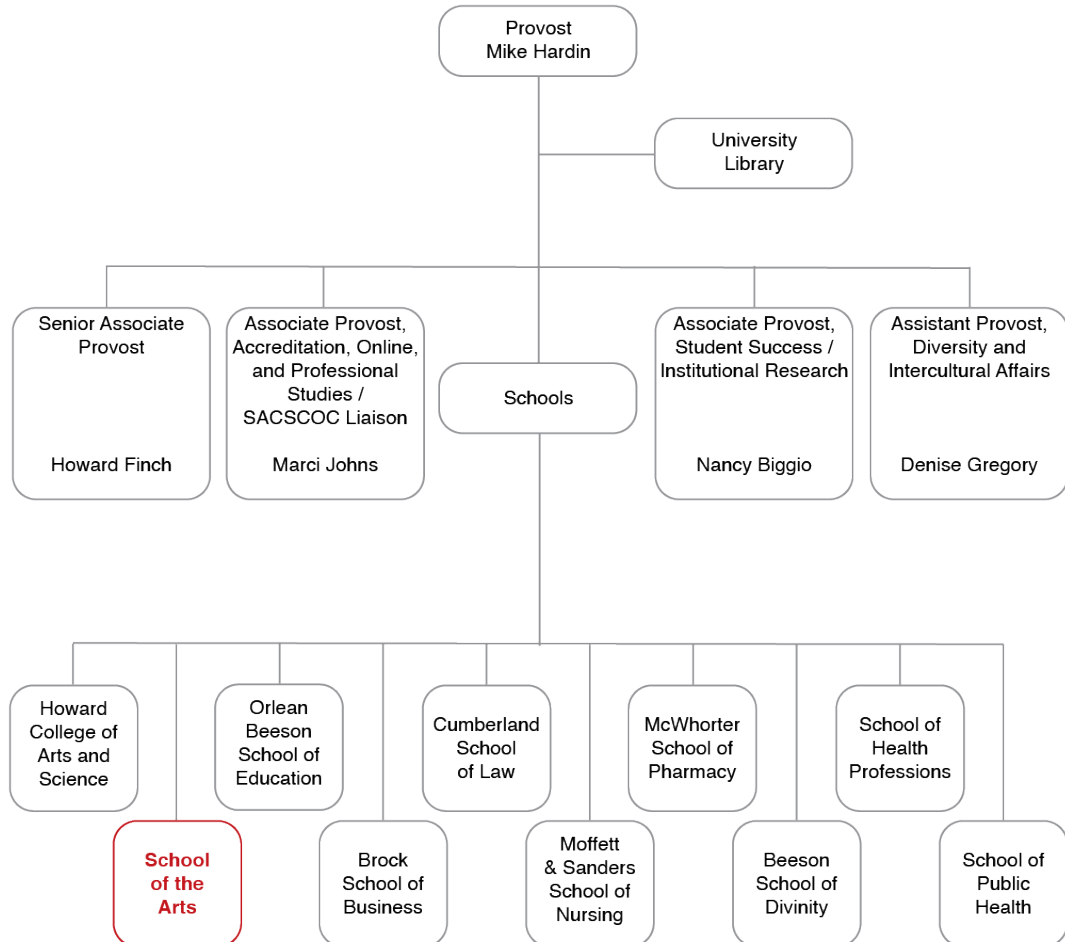 Provost
Mike Hardin
University
Library
Senior Associate
Provost
Howard Finch
Associate Provost,
Accreditation, Online,
and Professional
Studies /
SACSCOC Liaison
Marci Johns
Schools
Associate Provost,
Student Success /
Institutional Research
Nancy Biggio
Assistant Provost,
Diversity and
Intercultural Affairs
Denise Gregory
Howard
College of
Arts and
Science
School
of the
Arts
Orlean
Beeson
School of
Education
Brock
School of
Business
Cumberland
School
of Law
Moffett
& Sanders
School of
Nursing
McWhorter
School of
Pharmacy
Beeson
School of
Divinity
School of
Health
Professions
School of
Public
Health